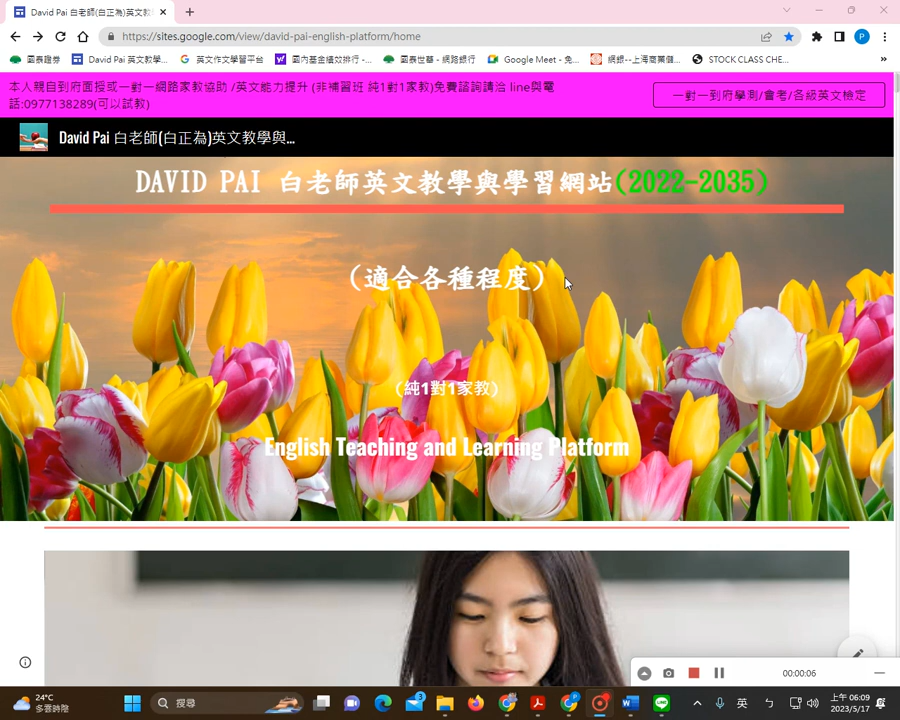 David Pai 白老師(白正為)英文教
https://sites.google.com/view/david-pai-english-platform/home
國泰證券
David Pai 英文教學...
英文作文學習平台
國內基金績效排行 -...
國泰世華 - 網路銀行
Google Meet - 免...
網銀--上海商業儲...
STOCK CLASS CHE...
本人親自到府面授或一對一網路家教協助 /英文能力提升 (非補習班 純1對1家教)免費諮詢請洽 line與電
話:0977138289(可以試教)
一對一到府學測/會考/各級英文檢定
David Pai 白老師(白正為)英文教學與...
DAVID PAI 白老師英文教學與學習網站(2022-2035)
(適合各種程度)
(純1對1家教)
English Teaching and Learning Platform
00:00:06
24°C
多雲時陰
搜尋
3
英
上午 06:09
2023/5/17